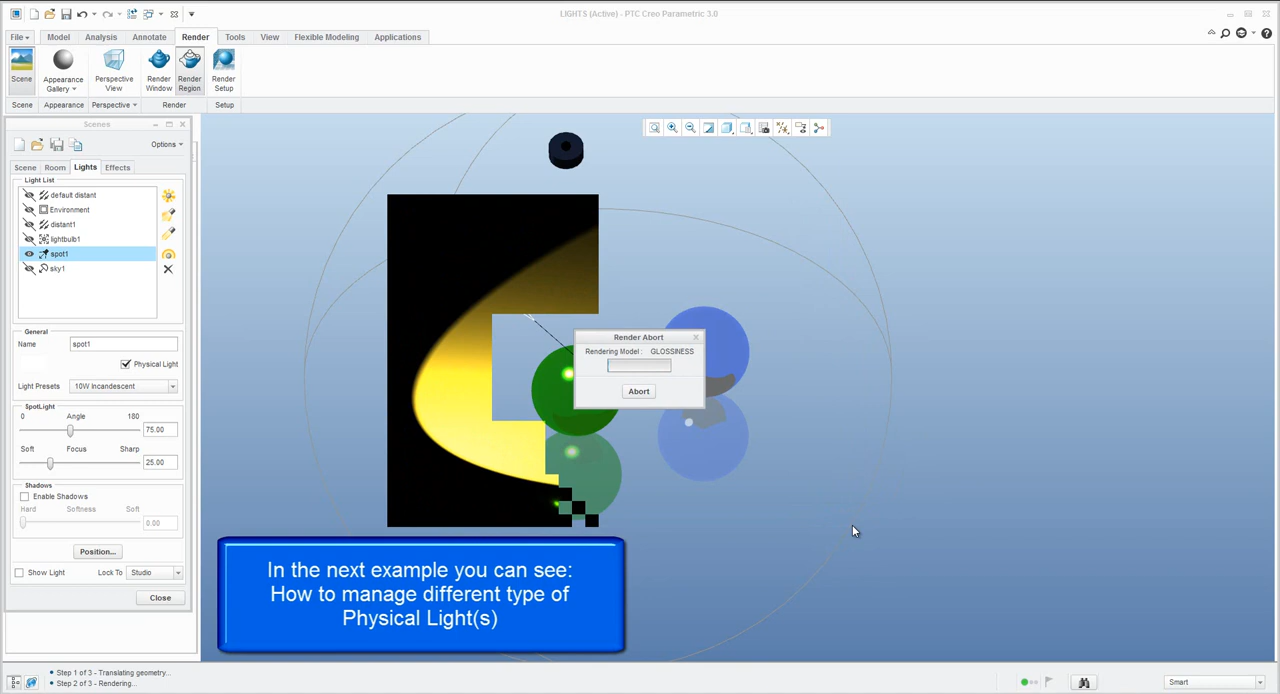 LIGHTS (Active) - PTC Creo Parametric 3.0
File Model Analysis Annotate Render Tools View Flexible Modeling Applications
Scene
Appearance Gallery
Perspective View
Render Window
Render Region
Render Setup
Scene Appearance Perspective Render Setup
Scenes
Options
Scene Room Lights Effects
Light List
default distant
Environment
distant1
lightbulb1
spot1
sky1
General
Name spot1
Physical Light
Light Presets 10W Incandescent
SpotLight
0 Angle 180
75.00
Soft Focus Sharp
25.00
Shadows
Enable Shadows
Hard Softness Soft
0.00
Position...
Show Light Lock To Studio
Close
Render Abort
Rendering Model : GLOSSINESS
Abort
In the next example you can see:
How to manage different type of
Physical Light(s)
• Step 1 of 3 - Translating geometry...
• Step 2 of 3 - Rendering...
Smart